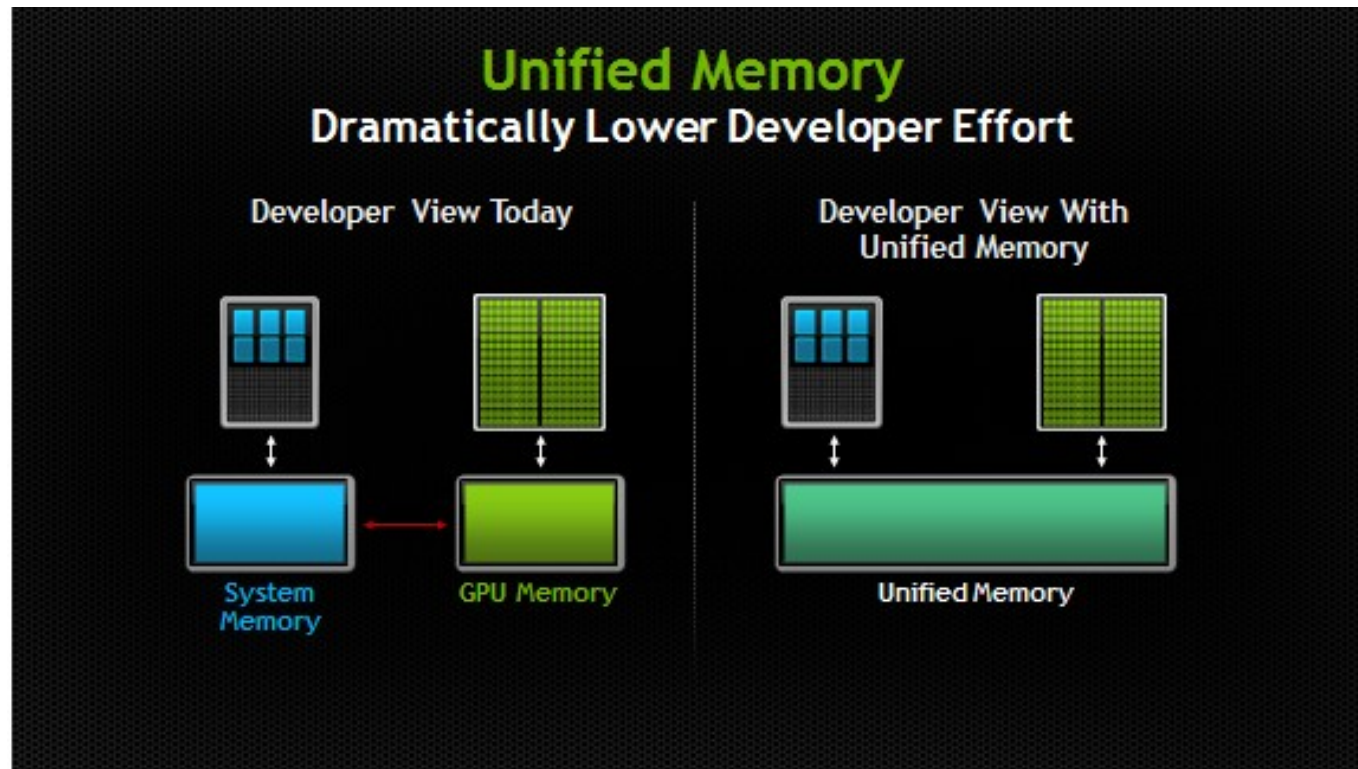 Unified Memory
Dramatically Lower Developer Effort
Developer View Today
System
Memory
GPU Memory
Developer View With
Unified Memory
Unified Memory